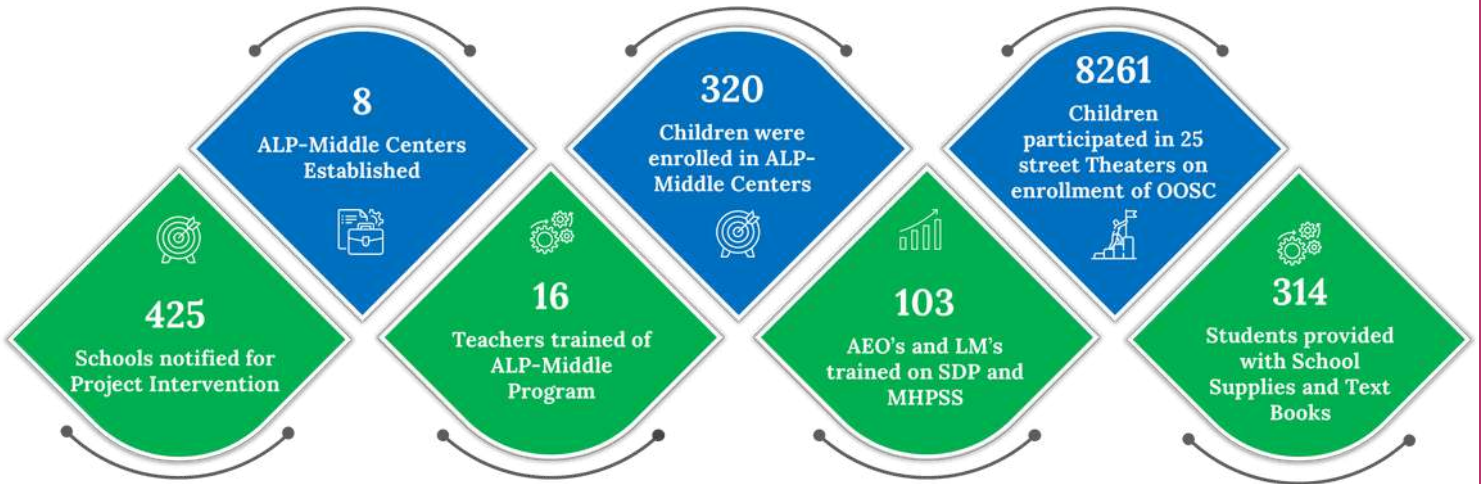 425
Schools notified for
Project Intervention
8
ALP-Middle Centers
Established
16
Teachers trained of
ALP-Middle
Program
320
Children were
enrolled in ALP-
Middle Centers
103
AEO's and LM's
trained on SDP and
MHPSS
8261
Children
participated in 25
street Theaters on
enrollment of OOSC
314
Students provided
with School
Supplies and Text
Books